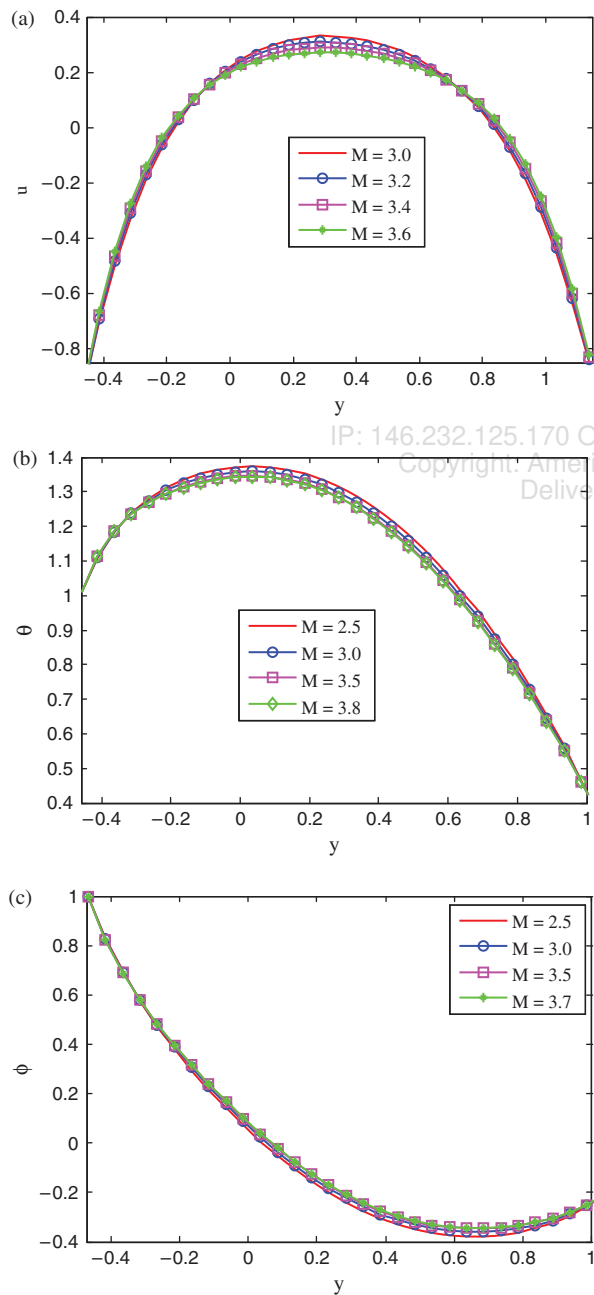 (a)
0.4
0.2
0
−0.2
−0.4
−0.6
−0.8
u
M = 3.0
M = 3.2
M = 3.4
M = 3.6
−0.4 −0.2 0 0.2 0.4 0.6 0.8 1
y
IP: 146.232.125.170 O
Copyright: Ameri
Delive
(b)
1.4
1.3
1.2
1.1
1
0.9
0.8
0.7
0.6
0.5
0.4
θ
M = 2.5
M = 3.0
M = 3.5
M = 3.8
−0.4 −0.2 0 0.2 0.4 0.6 0.8 1
y
(c)
1
0.8
0.6
0.4
0.2
0
−0.2
−0.4
ϕ
M = 2.5
M = 3.0
M = 3.5
M = 3.7
−0.4 −0.2 0 0.2 0.4 0.6 0.8 1
y